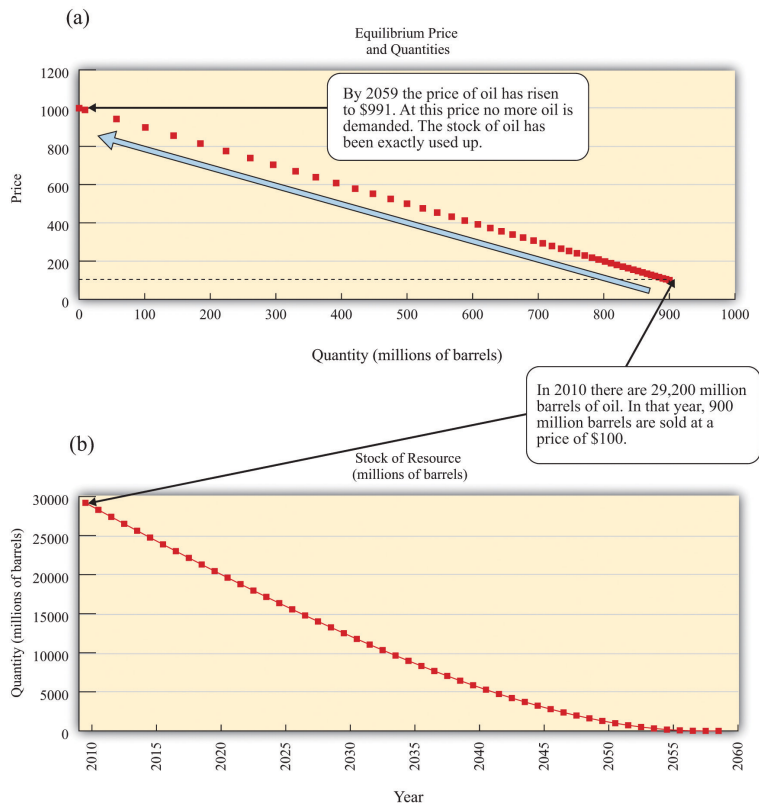 (a)
Equilibrium Price
and Quantities
1200
1000
800
600
400
200
0
Price
By 2059 the price of oil has risen
to $991. At this price no more oil is
demanded. The stock of oil has
been exactly used up.
0 100 200 300 400 500 600 700 800 900 1000
Quantity (millions of barrels)
In 2010 there are 29,200 million
barrels of oil. In that year, 900
million barrels are sold at a
price of $100.
(b)
Stock of Resource
(millions of barrels)
30000
25000
20000
15000
10000
5000
0
Quantity (millions of barrels)
2010 2015 2020 2025 2030 2035 2040 2045 2050 2055 2060
Year